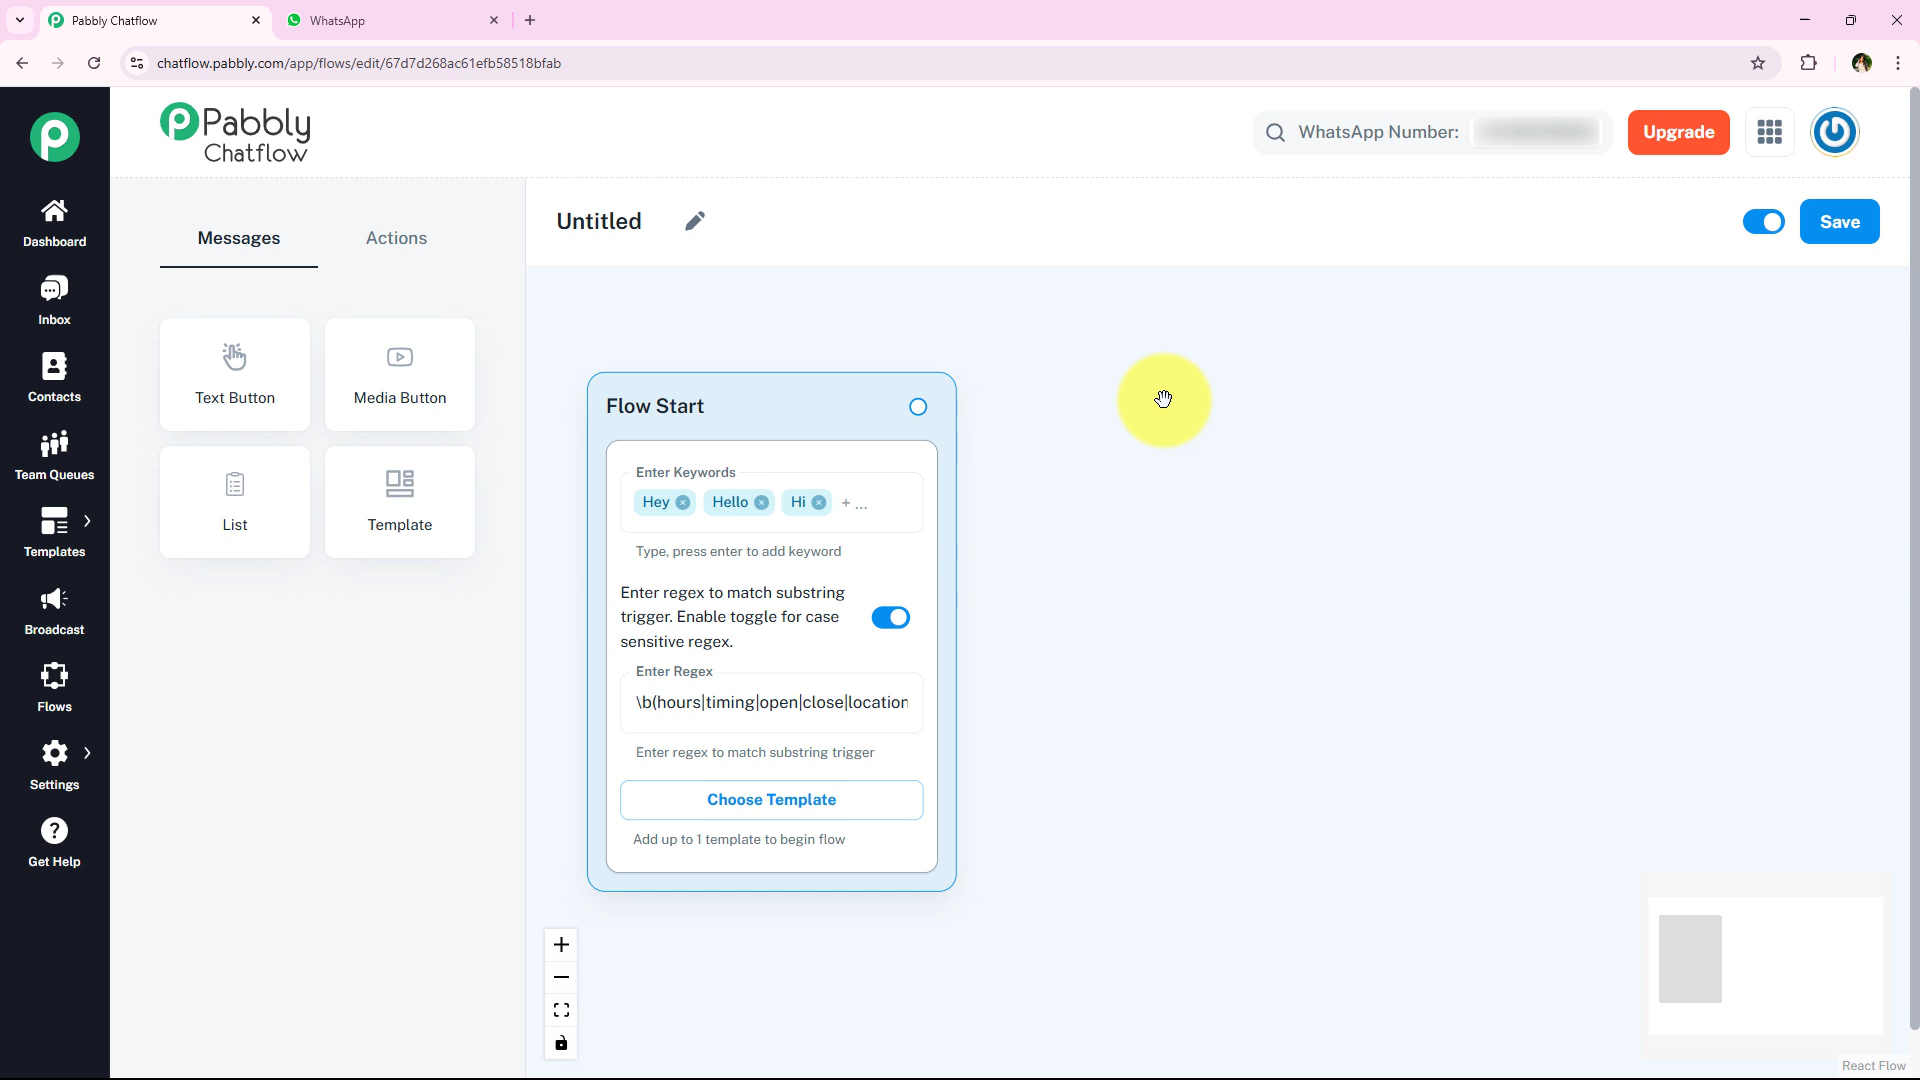 Pabbly Chatflow
WhatsApp
chatflow.pabbly.com/app/flows/edit/67d7d268ac61efb58518bfab
Pabbly
Chatflow
WhatsApp Number:
Upgrade
Dashboard
Inbox
Contacts
Team Queues
Templates
Broadcast
Flows
Settings
Get Help
Messages
Actions
Text Button
Media Button
List
Template
Untitled
Save
Flow Start
Enter Keywords
Hey
Hello
Hi
+ ...
Type, press enter to add keyword
Enter regex to match substring
trigger. Enable toggle for case
sensitive regex.
Enter Regex
\b(hours|timing|open|close|location
Enter regex to match substring trigger
Choose Template
Add up to 1 template to begin flow
React Flow